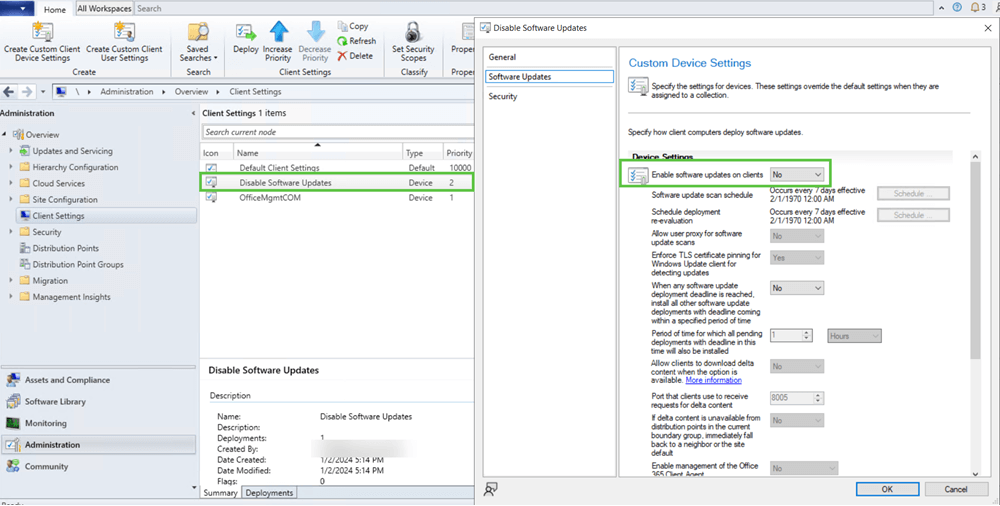 Home
All Workspaces
Search
3
Create Custom Client
Device Settings
Create Custom Client
User Settings
Create
Saved
Searches
Search
Deploy
Increase
Priority
Decrease
Priority
Copy
Refresh
Delete
Client Settings
Set Security
Scopes
Classify
\ Administration Overview Client Settings
Administration
Overview
Updates and Servicing
Hierarchy Configuration
Cloud Services
Site Configuration
Client Settings
Security
Distribution Points
Distribution Point Groups
Migration
Management Insights
Assets and Compliance
Software Library
Monitoring
Administration
Community
Client Settings 1 items
Search current node
Icon Name Type Priority
Default Client Settings Default 10000
Disable Software Updates Device 2
OfficeMgmtCOM Device 1
Disable Software Updates
Description
Name: Disable Software Updates
Description:
Deployments: 1
Created By:
Date Created: 1/2/2024 5:14 PM
Date Modified: 1/2/2024 5:14 PM
Flags: 0
Summary Deployments
Disable Software Updates
General
Software Updates
Security
Custom Device Settings
Specify the settings for devices. These settings override the default settings when they are
assigned to a collection.
Specify how client computers deploy software updates.
Device Settings
Enable software updates on clients No
Software update scan schedule Occurs every 7 days effective
2/1/1970 12:00 AM Schedule ...
Schedule deployment
re-evaluation Occurs every 7 days effective
2/1/1970 12:00 AM Schedule ...
Allow user proxy for software
update scans No
Enforce TLS certificate pinning for
Windows Update client for
detecting updates Yes
When any software update
deployment deadline is reached,
install all other software update
deployments with deadline coming
within a specified period of time No
Period of time for which all pending
deployments with deadline in this
time will also be installed 1 Hours
Allow clients to download delta
content when the option is
available. More information No
Port that clients use to receive
requests for delta content 8005
If delta content is unavailable from
distribution points in the current
boundary group, immediately fall
back to a neighbor or the site
default No
Enable management of the Office
365 Client Agent No
OK Cancel